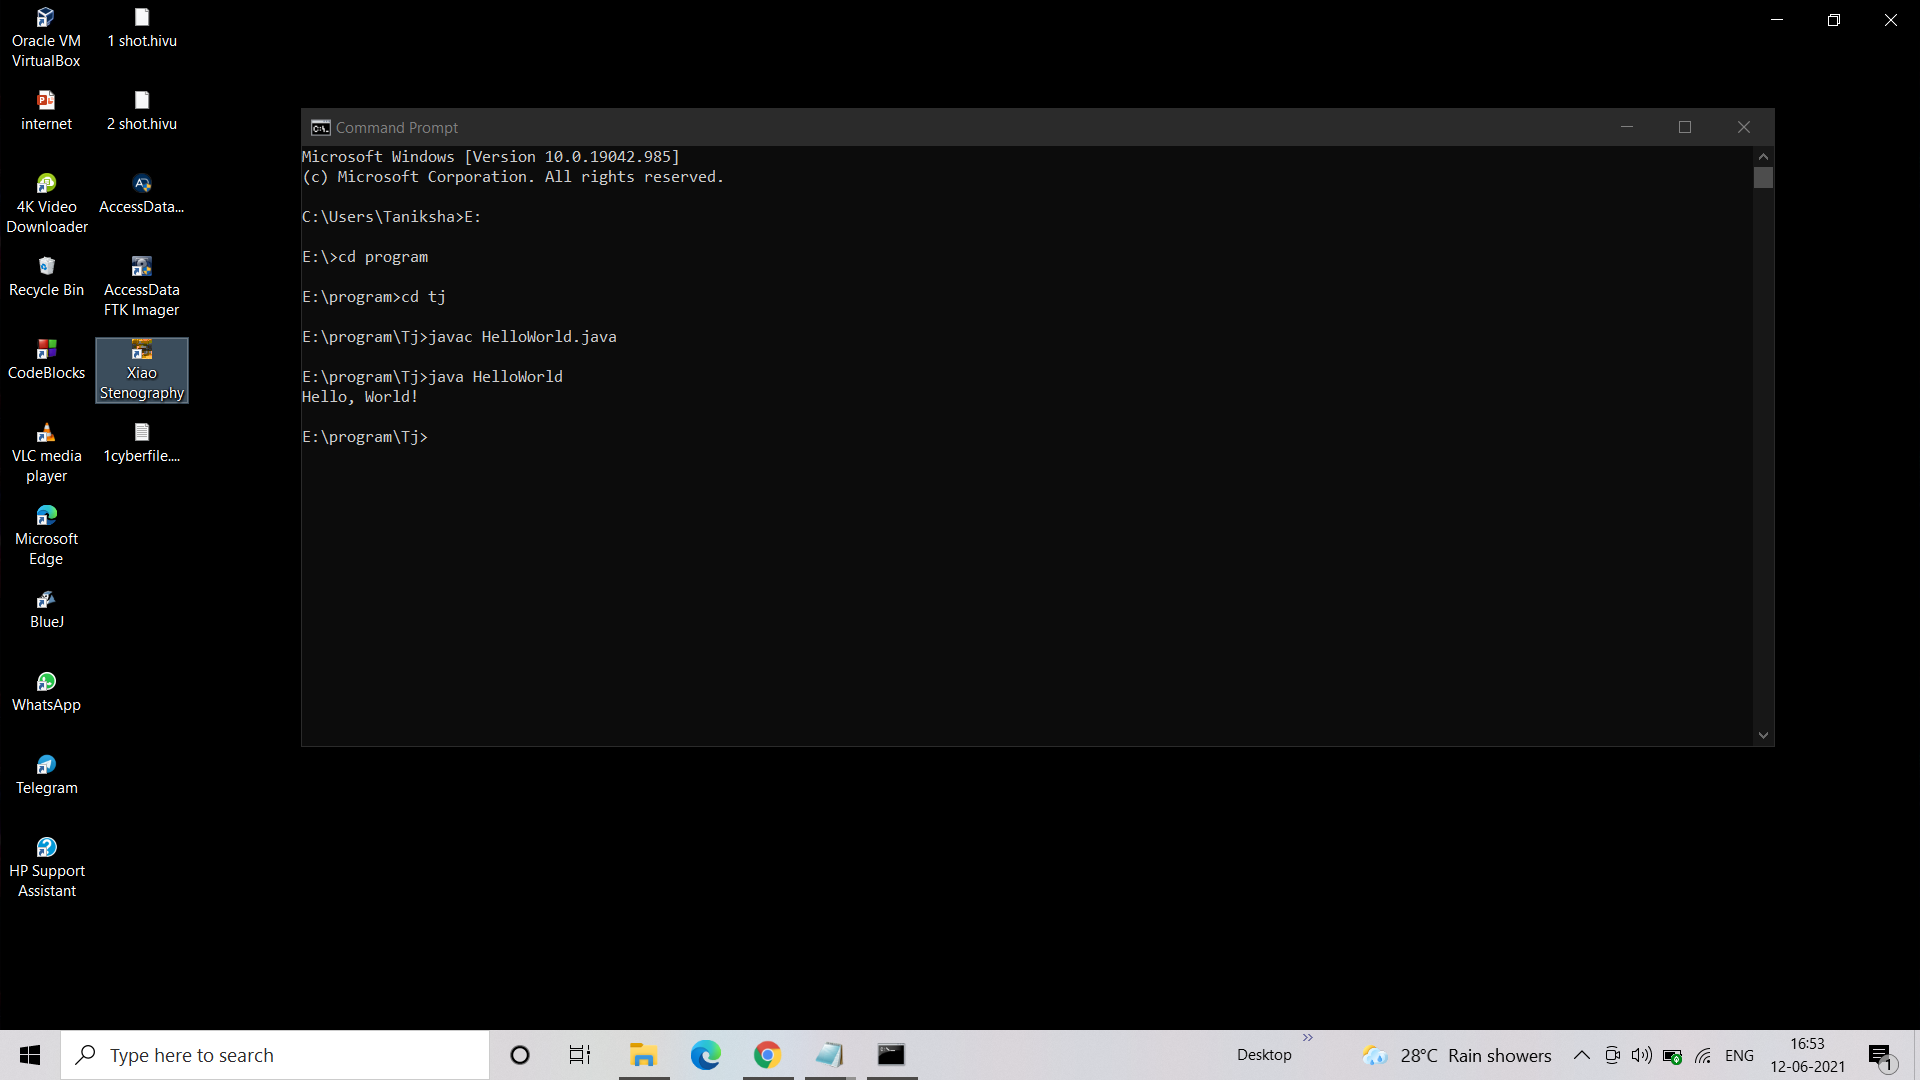 Oracle VM
VirtualBox
1 shot.hivu
internet
2 shot.hivu
4K Video
Downloader
AccessData...
Recycle Bin
AccessData
FTK Imager
CodeBlocks
Xiao
Stenography
VLC media
player
1cyberfile....
Microsoft
Edge
BlueJ
WhatsApp
Telegram
HP Support
Assistant
Command Prompt
Microsoft Windows [Version 10.0.19042.985]
(c) Microsoft Corporation. All rights reserved.
C:\Users\Taniksha>E:
E:\>cd program
E:\program>cd tj
E:\program\Tj>javac HelloWorld.java
E:\program\Tj>java HelloWorld
Hello, World!
E:\program\Tj>
Type here to search
Desktop
28°C Rain showers
ENG
16:53
12-06-2021
1